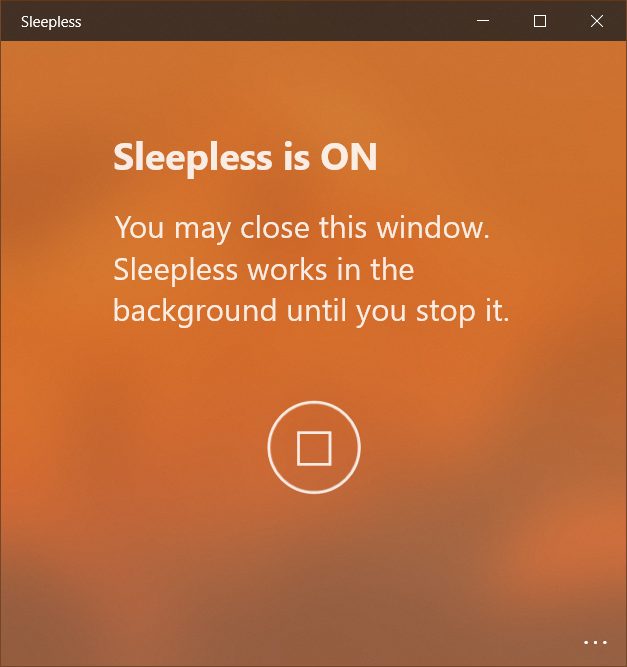 Sleepless
Sleepless is ON
You may close this window.
Sleepless works in the
background until you stop it.